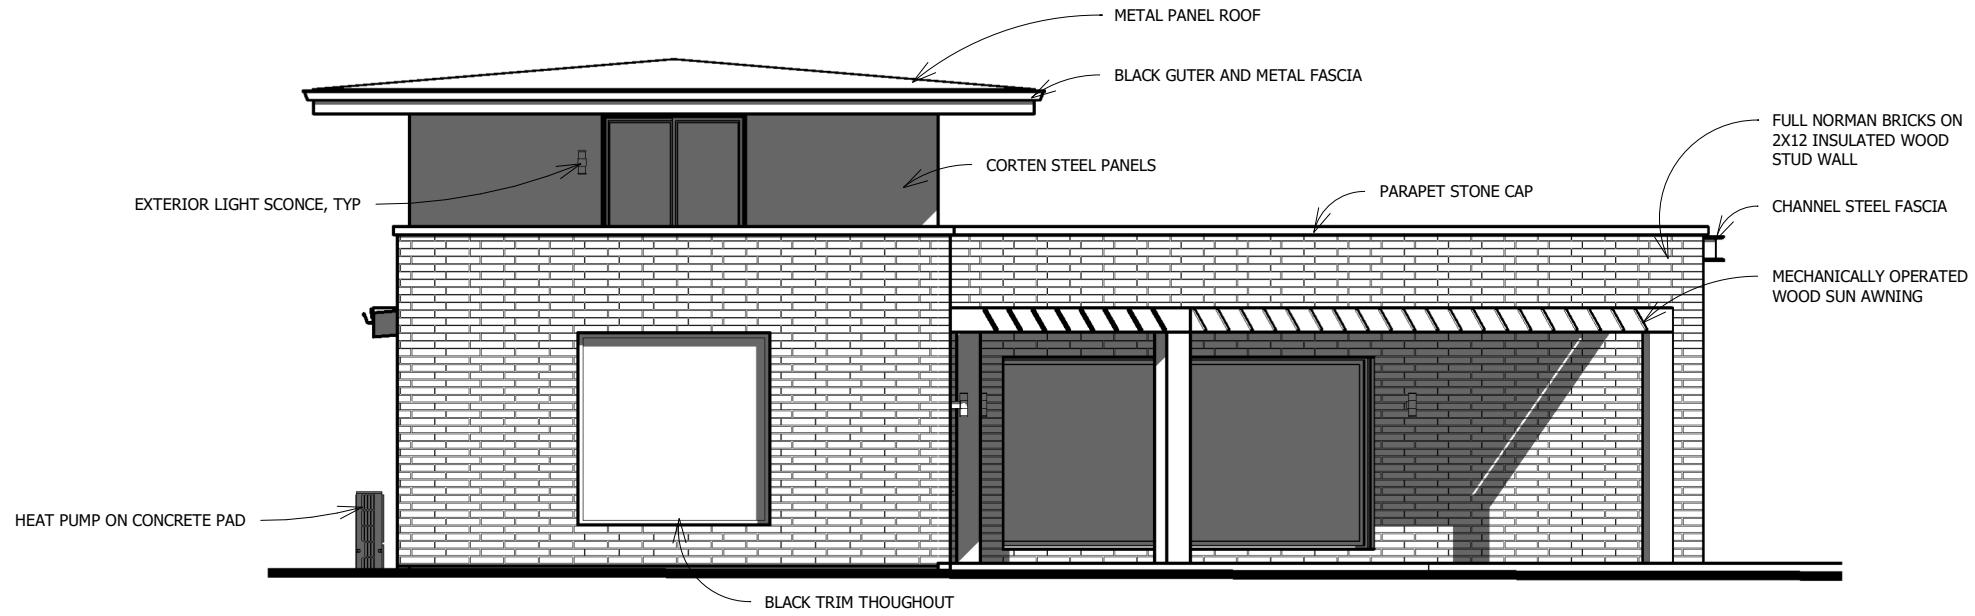 METAL PANEL ROOF
BLACK GUTER AND METAL FASCIA
FULL NORMAN BRICKS ON
2X12 INSULATED WOOD
STUD WALL
CORTEN STEEL PANELS
PARAPET STONE CAP
EXTERIOR LIGHT SCONCE, TYP
CHANNEL STEEL FASCIA
MECHANICALLY OPERATED
WOOD SUN AWNING
HEAT PUMP ON CONCRETE PAD
BLACK TRIM THOUGHOUT